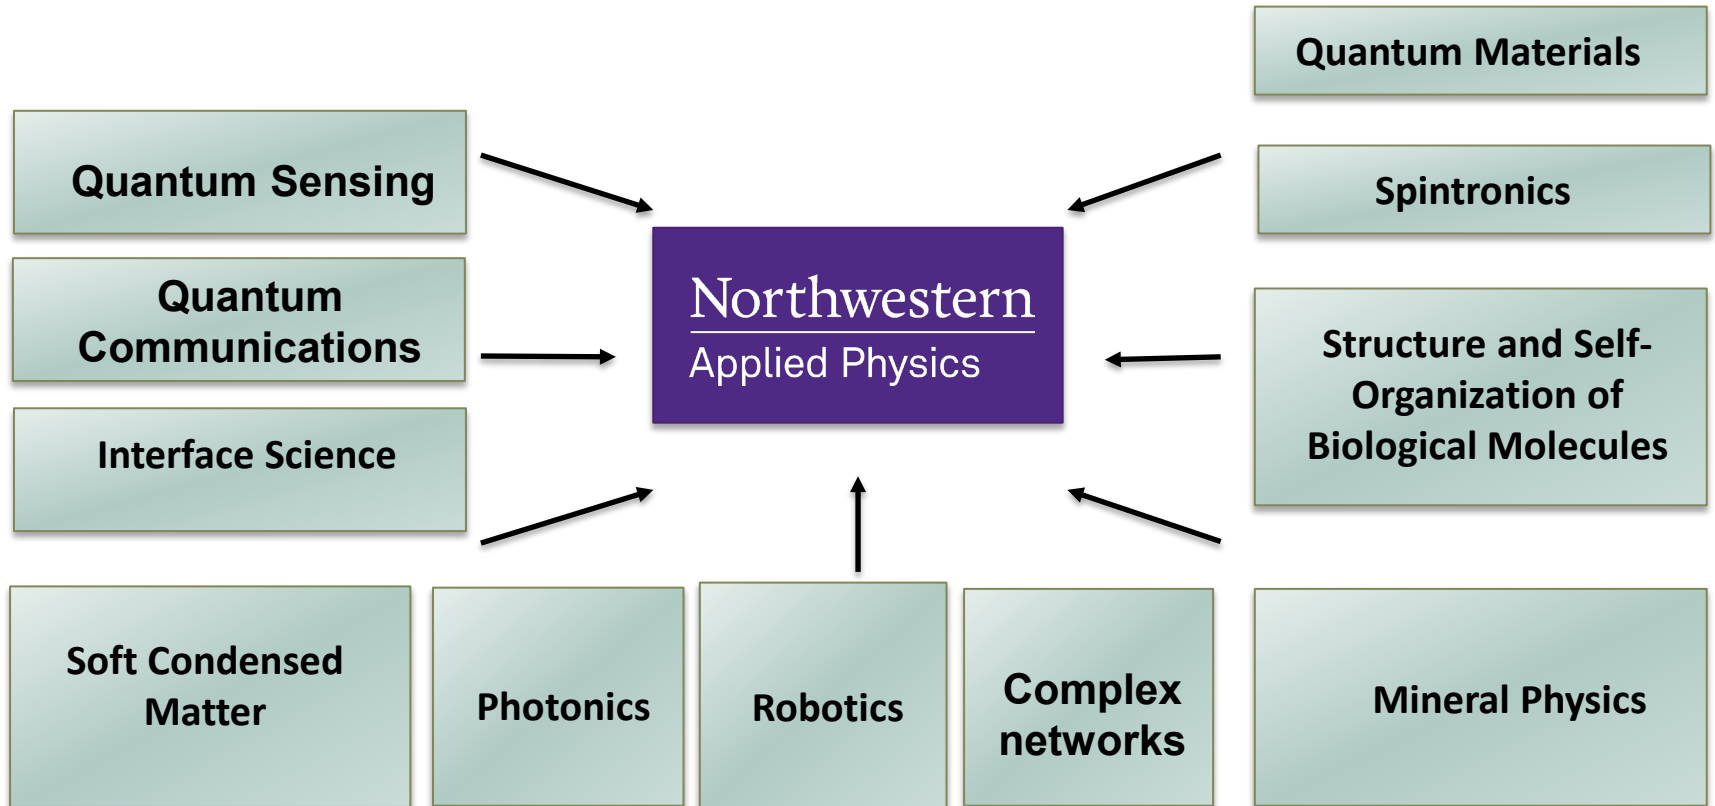 Quantum Materials
Quantum Sensing
Spintronics
Quantum
Communications
Northwestern
Applied Physics
Structure and Self-
Organization of
Biological Molecules
Interface Science
Soft Condensed
Matter
Photonics
Robotics
Complex
networks
Mineral Physics